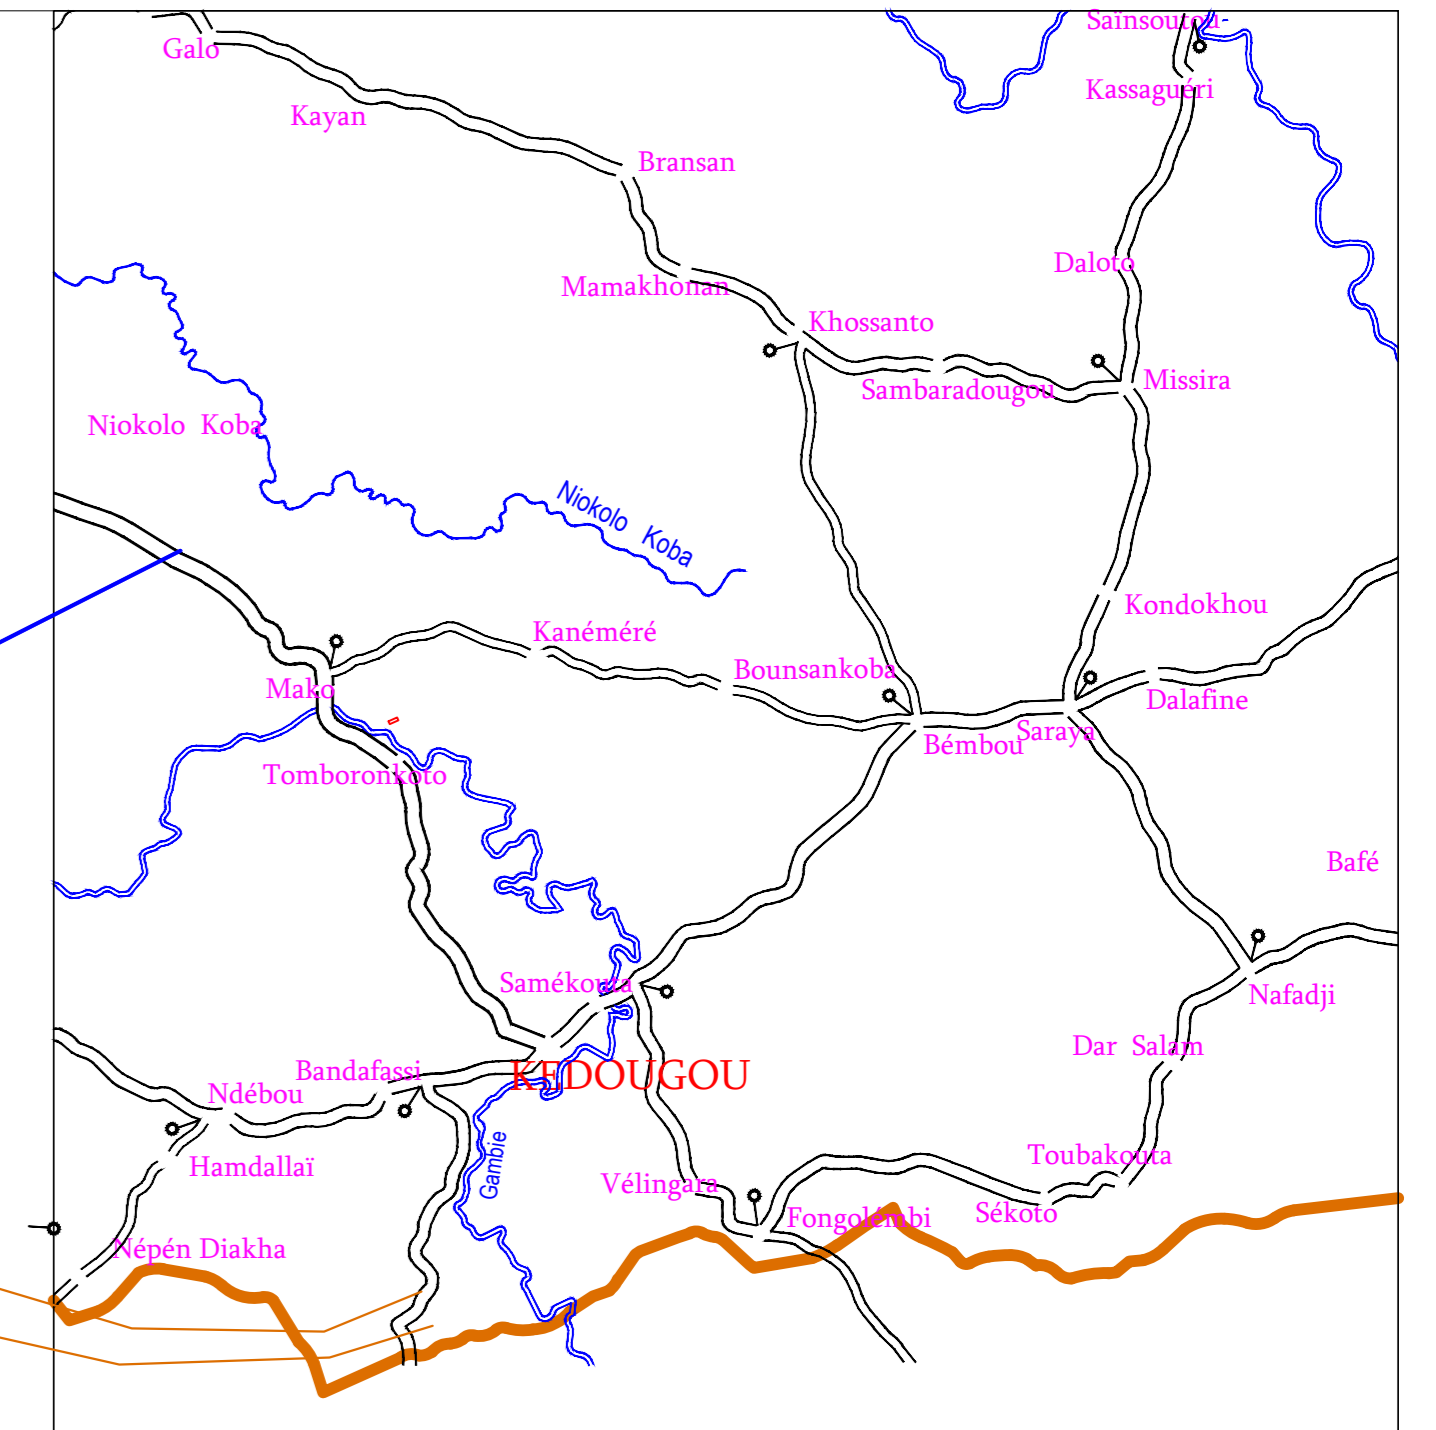 Saïnsoutou
Galo
Kassaguéri
Kayan
Bransan
Daloto
Mamakhonan
Khossanto
Missira
Sambaradougou
Niokolo Koba
Niokolo Koba
Kondokhou
Kanéméré
Bounsankoba
Mako
Dalafine
Saraya
Bémbou
Tomboronkoto
Bafé
Samékouta
Nafadji
Dar Salam
Bandafassi
KEDOUGOU
Ndébou
Toubakouta
Hamdallaï
Gambie
Vélingara
Sékoto
Fongolémbi
Népén Diakha